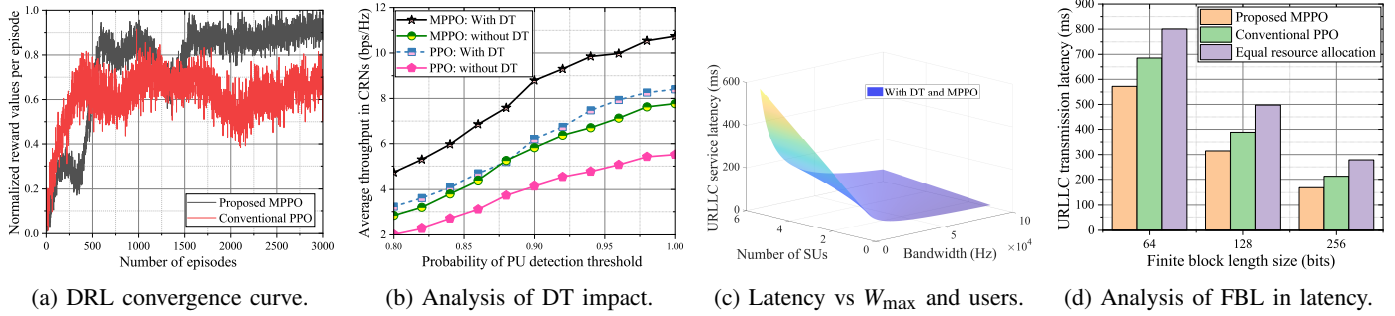 Normalized reward values per episode
1.0
0.8
0.6
0.4
0.2
0.0
Proposed MPPO
Conventional PPO
0 500 1000 1500 2000 2500 3000
Number of episodes
(a) DRL convergence curve.
Average throughput in CRNs (bps/Hz)
12
10
8
6
4
2
MPPO: With DT
MPPO: without DT
PPO: With DT
PPO: without DT
0.80 0.85 0.90 0.95 1.00
Probability of PU detection threshold
(b) Analysis of DT impact.
URLLC service latency (ms)
600
400
200
0
With DT and MPPO
6 4 2 0
Number of SUs
0 5 10
×10⁴
Bandwidth (Hz)
(c) Latency vs W_max and users.
URLLC transmission latency (ms)
900
800
700
600
500
400
300
200
100
0
Proposed MPPO
Conventional PPO
Equal resource allocation
64 128 256
Finite block length size (bits)
(d) Analysis of FBL in latency.